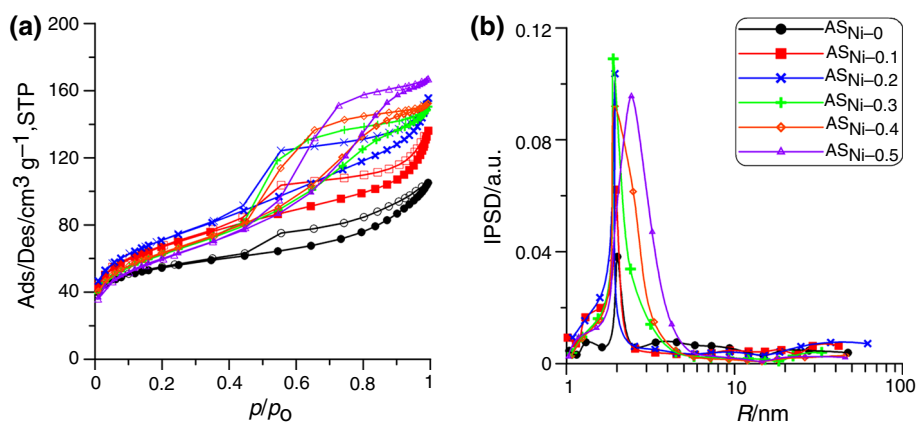 (a)
Ads/Des/cm³ g⁻¹,STP
200
160
120
80
40
0
0
0.2
0.4
0.6
0.8
1
p/pO
(b)
IPSD/a.u.
0.12
0.08
0.04
0
1
10
100
R/nm
ASNi–0
ASNi–0.1
ASNi–0.2
ASNi–0.3
ASNi–0.4
ASNi–0.5